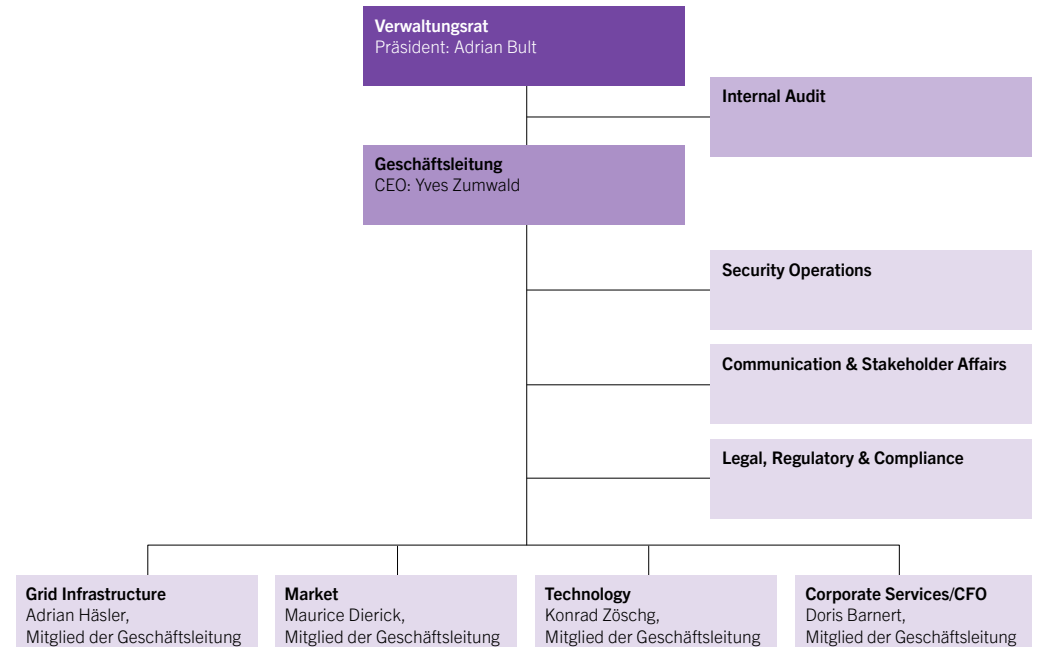 Verwaltungsrat
Präsident: Adrian Bult
Internal Audit
Geschäftsleitung
CEO: Yves Zumwald
Security Operations
Communication & Stakeholder Affairs
Legal, Regulatory & Compliance
Grid Infrastructure
Adrian Häsler,
Mitglied der Geschäftsleitung
Market
Maurice Dierick,
Mitglied der Geschäftsleitung
Technology
Konrad Zöschg,
Mitglied der Geschäftsleitung
Corporate Services/CFO
Doris Barnert,
Mitglied der Geschäftsleitung